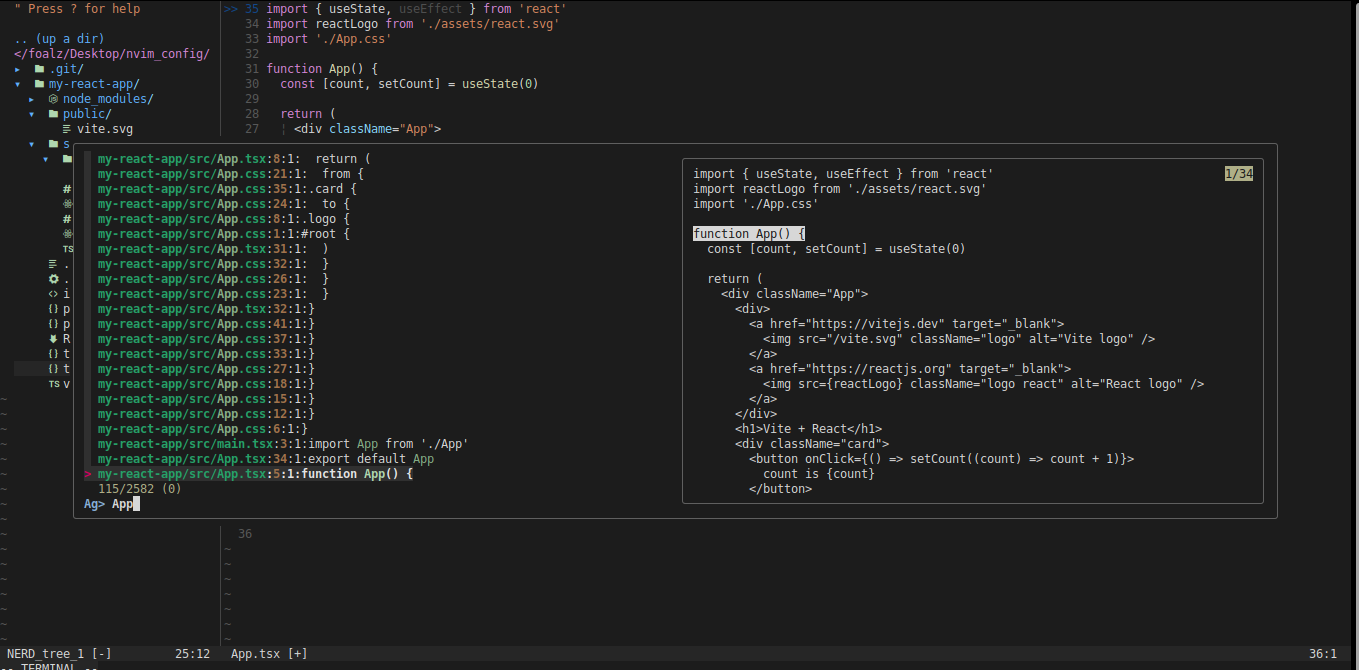 " Press ? for help
.. (up a dir)
</foalz/Desktop/nvim_config/
▸ .git/
▾ my-react-app/
▸ node_modules/
▾ public/
vite.svg
▾ s
▾
#
#
TS
.
.
<> i
{} p
{} p
R
{} t
{} t
TS v
>> 35 import { useState, useEffect } from 'react'
34 import reactLogo from './assets/react.svg'
33 import './App.css'
32
31 function App() {
30   const [count, setCount] = useState(0)
29
28   return (
27   ¦ <div className="App">
my-react-app/src/App.tsx:8:1:  return (
my-react-app/src/App.css:21:1:  from {
my-react-app/src/App.css:35:1:.card {
my-react-app/src/App.css:24:1:  to {
my-react-app/src/App.css:8:1:.logo {
my-react-app/src/App.css:1:1:#root {
my-react-app/src/App.tsx:31:1:  )
my-react-app/src/App.css:32:1:  }
my-react-app/src/App.css:26:1:  }
my-react-app/src/App.css:23:1:  }
my-react-app/src/App.tsx:32:1:}
my-react-app/src/App.css:41:1:}
my-react-app/src/App.css:37:1:}
my-react-app/src/App.css:33:1:}
my-react-app/src/App.css:27:1:}
my-react-app/src/App.css:18:1:}
my-react-app/src/App.css:15:1:}
my-react-app/src/App.css:12:1:}
my-react-app/src/App.css:6:1:}
my-react-app/src/main.tsx:3:1:import App from './App'
my-react-app/src/App.tsx:34:1:export default App
> my-react-app/src/App.tsx:5:1:function App() {
115/2582 (0)
Ag> App
import { useState, useEffect } from 'react' 1/34
import reactLogo from './assets/react.svg'
import './App.css'
function App() {
  const [count, setCount] = useState(0)
  return (
    <div className="App">
      <div>
        <a href="https://vitejs.dev" target="_blank">
          <img src="/vite.svg" className="logo" alt="Vite logo" />
        </a>
        <a href="https://reactjs.org" target="_blank">
          <img src={reactLogo} className="logo react" alt="React logo" />
        </a>
      </div>
      <h1>Vite + React</h1>
      <div className="card">
        <button onClick={() => setCount((count) => count + 1)}>
          count is {count}
        </button>
36
NERD_tree_1 [-] 25:12 App.tsx [+] 36:1
-- TERMINAL --